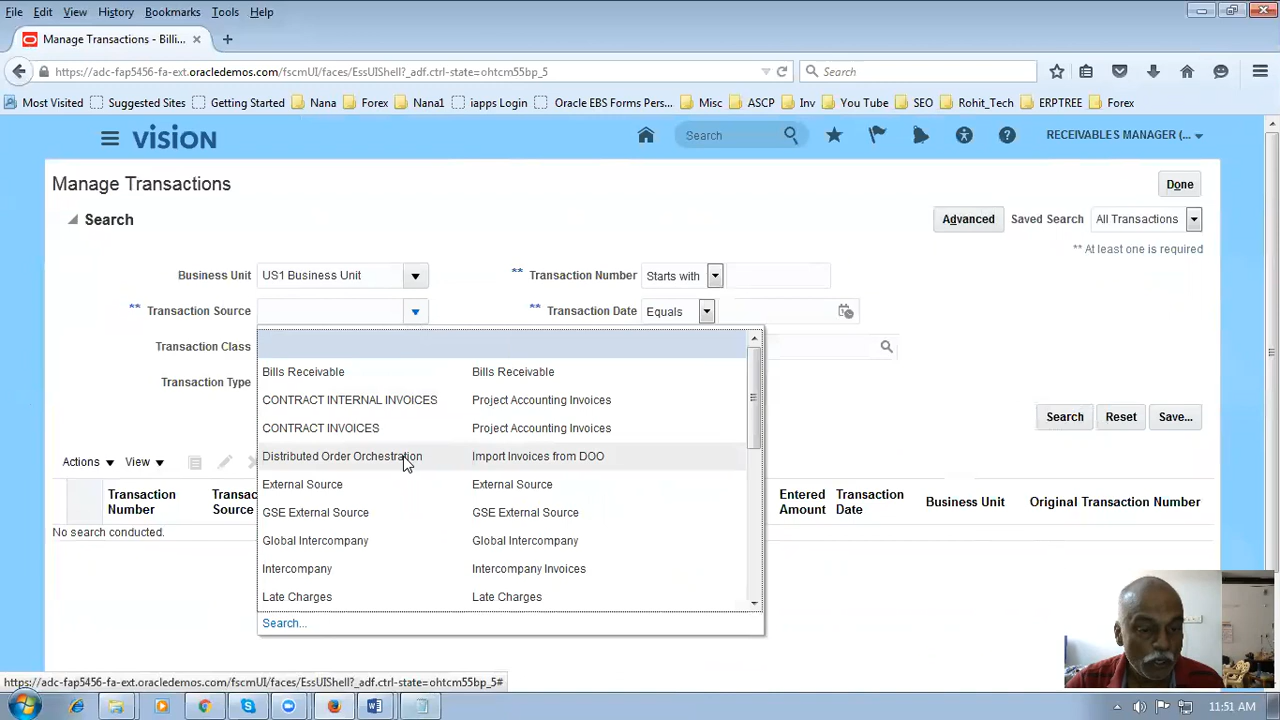 File Edit View History Bookmarks Tools Help
Manage Transactions - Billi...
https://adc-fap5456-fa-ext.oracledemos.com/fscmUI/faces/EssUIShell?_adf.ctrl-state=ohtcm55bp_5
Search
Most Visited Suggested Sites Getting Started Nana Forex Nana1 iapps Login Oracle EBS Forms Pers... Misc ASCP Inv You Tube SEO Rohit_Tech ERPTREE Forex
VISION Search RECEIVABLES MANAGER (...
Manage Transactions Done
Search Advanced Saved Search All Transactions
** At least one is required
Business Unit US1 Business Unit ** Transaction Number Starts with
** Transaction Source ** Transaction Date Equals
Transaction Class
Transaction Type
Bills Receivable Bills Receivable
CONTRACT INTERNAL INVOICES Project Accounting Invoices
CONTRACT INVOICES Project Accounting Invoices
Distributed Order Orchestration Import Invoices from DOO
External Source External Source
GSE External Source GSE External Source
Global Intercompany Global Intercompany
Intercompany Intercompany Invoices
Late Charges Late Charges
Search...
Search Reset Save...
Actions View
Transaction Number Transac Source Entered Amount Transaction Date Business Unit Original Transaction Number
No search conducted.
https://adc-fap5456-fa-ext.oracledemos.com/fscmUI/faces/EssUIShell?_adf.ctrl-state=ohtcm55bp_5#
11:51 AM